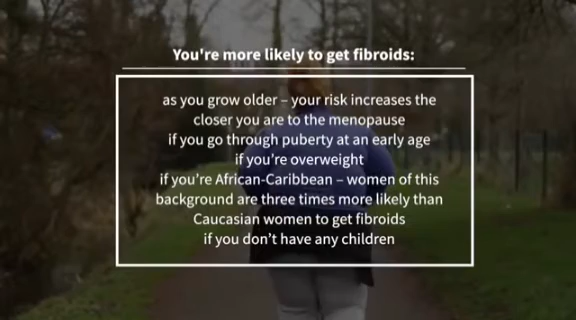 You're more likely to get fibroids:
as you grow older – your risk increases the
closer you are to the menopause
if you go through puberty at an early age
if you're overweight
if you're African-Caribbean – women of this
background are three times more likely than
Caucasian women to get fibroids
if you don't have any children